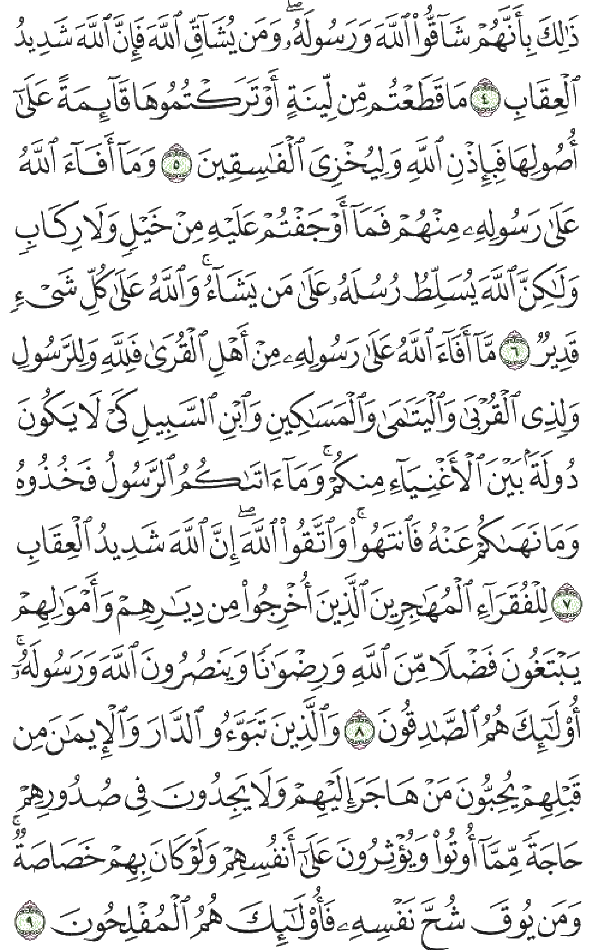 ذَٰلِكَ بِأَنَّهُمْ شَآقُّوا۟ ٱللَّهَ وَرَسُولَهُۥ ۖ وَمَن يُشَآقِّ ٱللَّهَ فَإِنَّ ٱللَّهَ شَدِيدُ
ٱلْعِقَابِ ٤ مَا قَطَعْتُم مِّن لِّينَةٍ أَوْ تَرَكْتُمُوهَا قَآئِمَةً عَلَىٰٓ
أُصُولِهَا فَبِإِذْنِ ٱللَّهِ وَلِيُخْزِىَ ٱلْفَـٰسِقِينَ ٥ وَمَآ أَفَآءَ ٱللَّهُ
عَلَىٰ رَسُولِهِۦ مِنْهُمْ فَمَآ أَوْجَفْتُمْ عَلَيْهِ مِنْ خَيْلٍ وَلَا رِكَابٍ
وَلَـٰكِنَّ ٱللَّهَ يُسَلِّطُ رُسُلَهُۥ عَلَىٰ مَن يَشَآءُ ۚ وَٱللَّهُ عَلَىٰ كُلِّ شَىْءٍ
قَدِيرٌ ٦ مَّآ أَفَآءَ ٱللَّهُ عَلَىٰ رَسُولِهِۦ مِنْ أَهْلِ ٱلْقُرَىٰ فَلِلَّهِ وَلِلرَّسُولِ
وَلِذِى ٱلْقُرْبَىٰ وَٱلْيَتَـٰمَىٰ وَٱلْمَسَـٰكِينِ وَٱبْنِ ٱلسَّبِيلِ كَىْ لَا يَكُونَ
دُولَةًۢ بَيْنَ ٱلْأَغْنِيَآءِ مِنكُمْ ۚ وَمَآ ءَاتَىٰكُمُ ٱلرَّسُولُ فَخُذُوهُ
وَمَا نَهَىٰكُمْ عَنْهُ فَٱنتَهُوا۟ ۚ وَٱتَّقُوا۟ ٱللَّهَ ۖ إِنَّ ٱللَّهَ شَدِيدُ ٱلْعِقَابِ
٧ لِلْفُقَرَآءِ ٱلْمُهَـٰجِرِينَ ٱلَّذِينَ أُخْرِجُوا۟ مِن دِيَـٰرِهِمْ وَأَمْوَٰلِهِمْ
يَبْتَغُونَ فَضْلًا مِّنَ ٱللَّهِ وَرِضْوَٰنًا وَيَنصُرُونَ ٱللَّهَ وَرَسُولَهُۥٓ ۚ
أُو۟لَـٰٓئِكَ هُمُ ٱلصَّـٰدِقُونَ ٨ وَٱلَّذِينَ تَبَوَّءُو ٱلدَّارَ وَٱلْإِيمَـٰنَ مِن
قَبْلِهِمْ يُحِبُّونَ مَنْ هَاجَرَ إِلَيْهِمْ وَلَا يَجِدُونَ فِى صُدُورِهِمْ
حَاجَةً مِّمَّآ أُوتُوا۟ وَيُؤْثِرُونَ عَلَىٰٓ أَنفُسِهِمْ وَلَوْ كَانَ بِهِمْ خَصَاصَةٌ ۚ
وَمَن يُوقَ شُحَّ نَفْسِهِۦ فَأُو۟لَـٰٓئِكَ هُمُ ٱلْمُفْلِحُونَ ٩